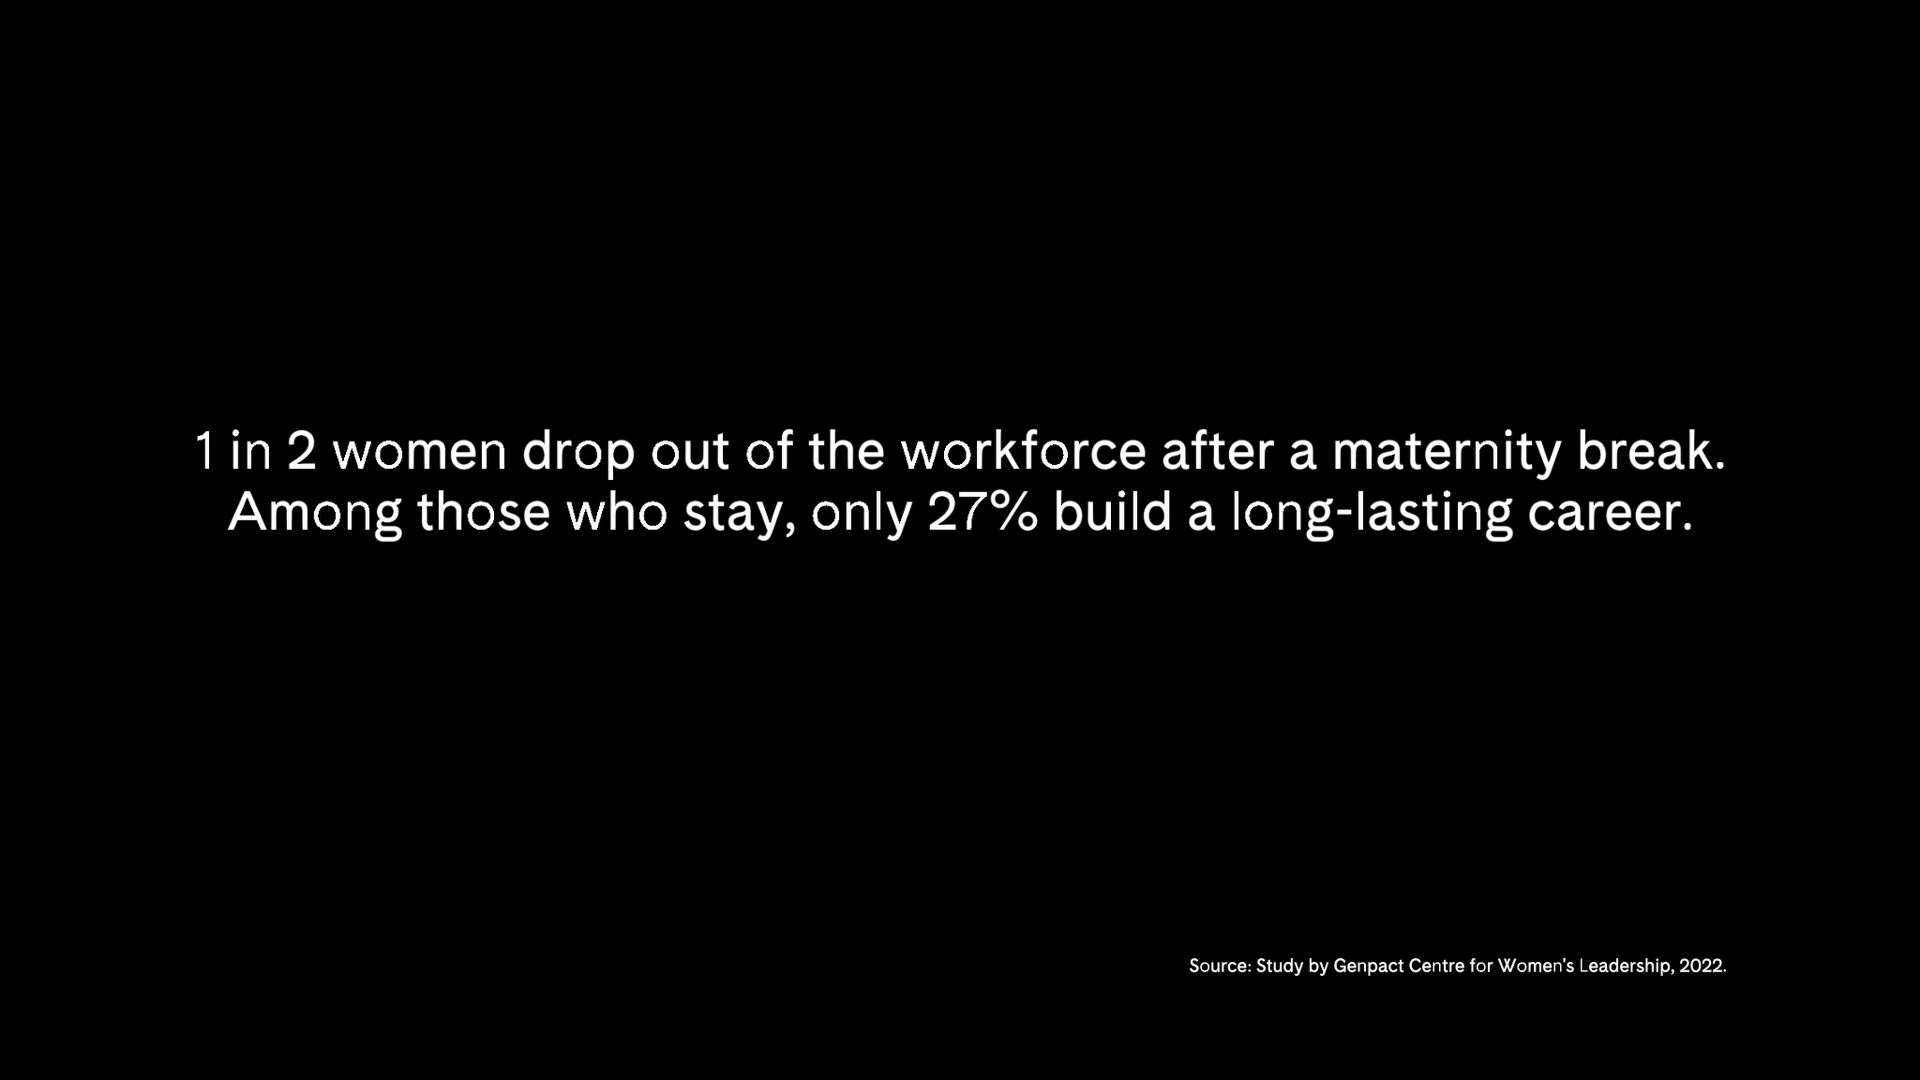 1 in 2 women drop out of the workforce after a maternity break.
Among those who stay, only 27% build a long-lasting career.
Source: Study by Genpact Centre for Women's Leadership, 2022.